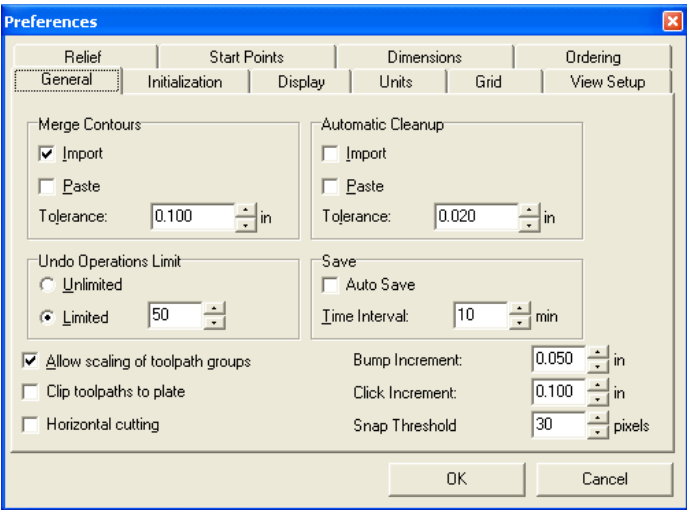 Preferences
Relief Start Points Dimensions Ordering
General Initialization Display Units Grid View Setup
Merge Contours Automatic Cleanup
Import Import
Paste Paste
Tolerance: 0.100 in Tolerance: 0.020 in
Undo Operations Limit Save
Unlimited Auto Save
Limited 50 Time Interval: 10 min
Allow scaling of toolpath groups Bump Increment: 0.050 in
Clip toolpaths to plate Click Increment: 0.100 in
Horizontal cutting Snap Threshold 30 pixels
OK Cancel